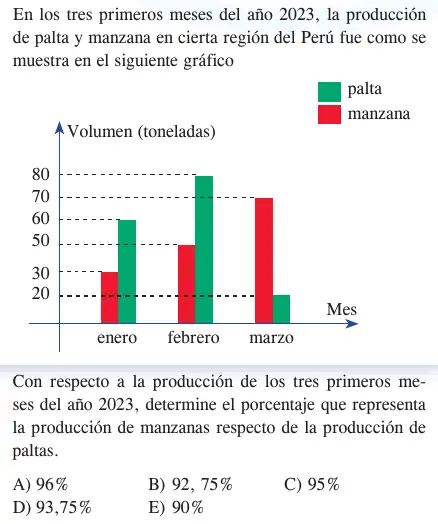 En los tres primeros meses del año 2023, la producción
de palta y manzana en cierta región del Perú fue como se
muestra en el siguiente gráfico
palta
manzana
Volumen (toneladas)
80
70
60
50
30
20
Mes
enero febrero marzo
Con respecto a la producción de los tres primeros me-
ses del año 2023, determine el porcentaje que representa
la producción de manzanas respecto de la producción de
paltas.
A) 96% B) 92, 75% C) 95%
D) 93,75% E) 90%